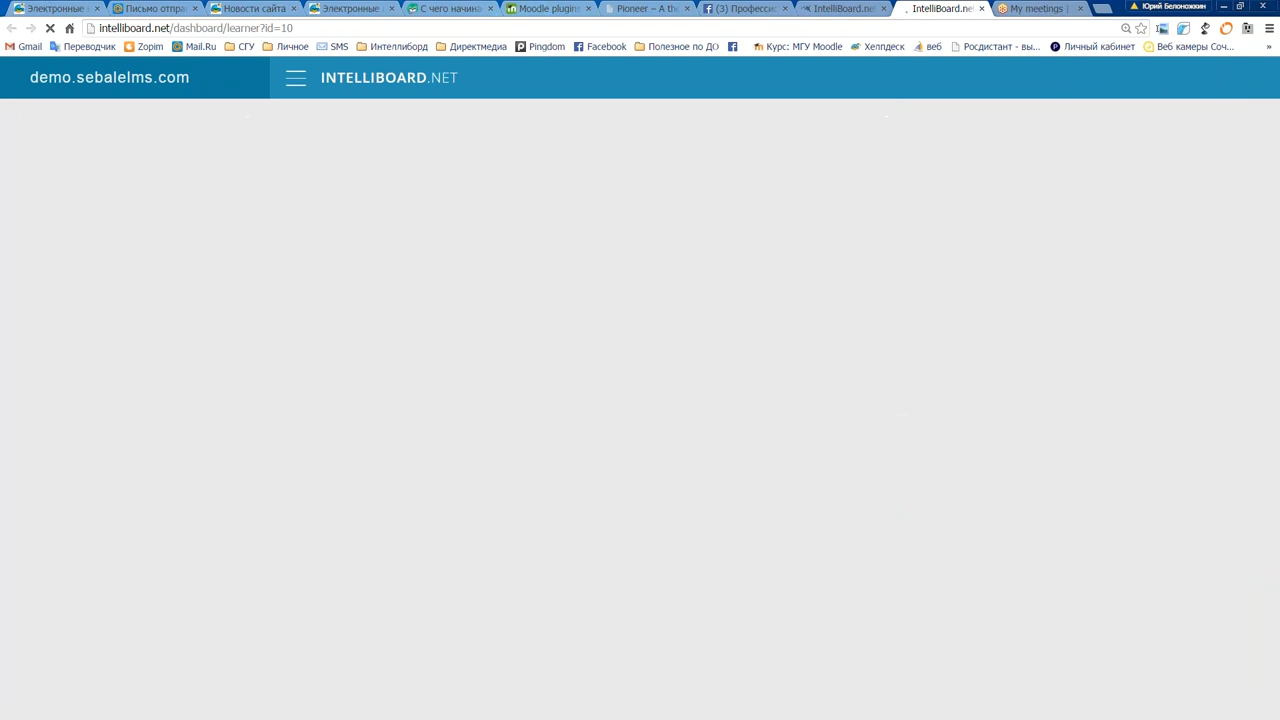 Электронные Письмо отпра Новости сайта Электронные С чего начина Moodle plugins Pioneer – A the (3) Професси IntelliBoard.net IntelliBoard.net My meetings | Юрий Белоножкин
intelliboard.net/dashboard/learner?id=10
Gmail Переводчик Zopim Mail.Ru СГУ Личное SMS Интеллиборд Директмедиа Pingdom Facebook Полезное по ДО Курс: МГУ Moodle Хелпдеск веб Росдистант - вы... Личный кабинет Веб камеры Соч... »
demo.sebalelms.com INTELLIBOARD.NET